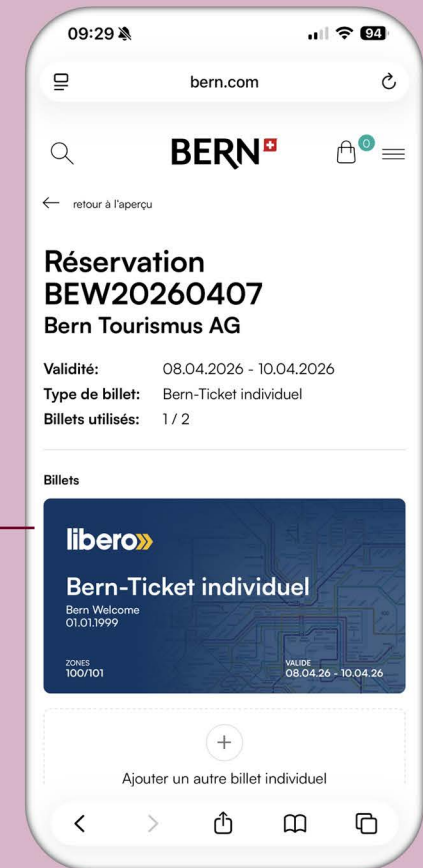 09:29
94
bern.com
BERN
0
← retour à l'aperçu
Réservation
BEW20260407
Bern Tourismus AG
Validité: 08.04.2026 - 10.04.2026
Type de billet: Bern-Ticket individuel
Billets utilisés: 1 / 2
Billets
libero
Bern-Ticket individuel
Bern Welcome
01.01.1999
ZONES VALIDE
100/101 08.04.26 - 10.04.26
+
Ajouter un autre billet individuel